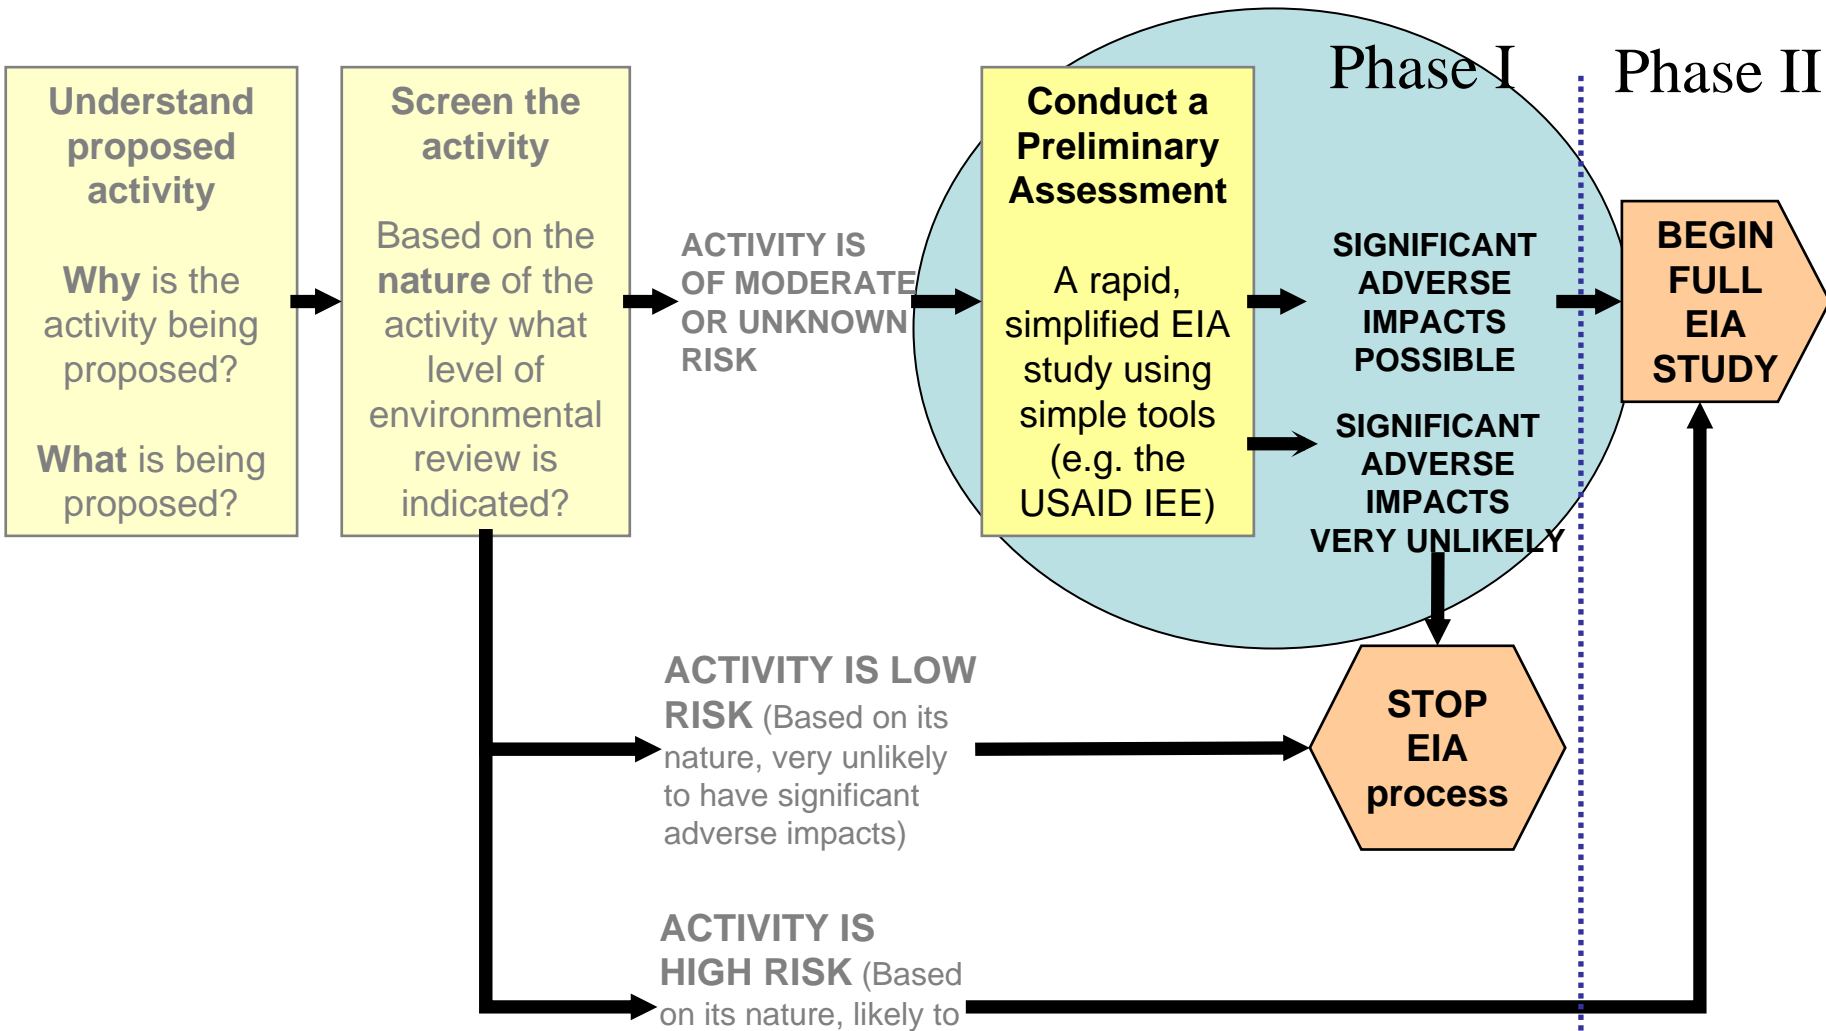 Phase I
Phase II
Understand
proposed
activity
Why is the
activity being
proposed?
What is being
proposed?
Screen the
activity
Based on the
nature of the
activity what
level of
environmental
review is
indicated?
ACTIVITY IS
OF MODERATE
OR UNKNOWN
RISK
Conduct a
Preliminary
Assessment
A rapid,
simplified EIA
study using
simple tools
(e.g. the
USAID IEE)
SIGNIFICANT
ADVERSE
IMPACTS
POSSIBLE
SIGNIFICANT
ADVERSE
IMPACTS
VERY UNLIKELY
BEGIN
FULL
EIA
STUDY
ACTIVITY IS LOW
RISK (Based on its
nature, very unlikely
to have significant
adverse impacts)
STOP
EIA
process
ACTIVITY IS
HIGH RISK (Based
on its nature, likely to